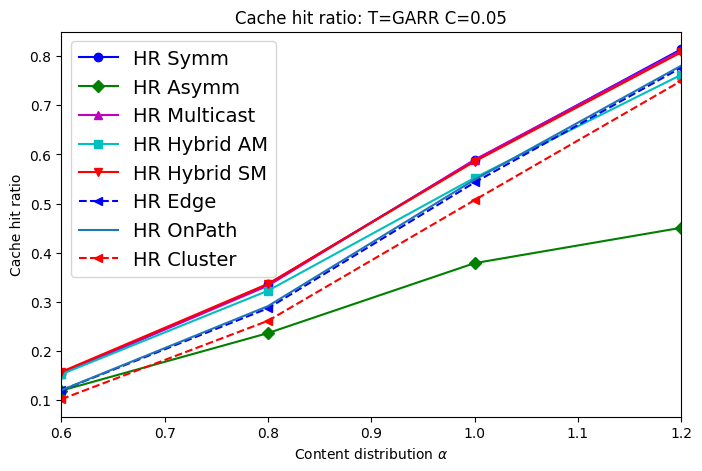 Cache hit ratio: T=GARR C=0.05
HR Symm
HR Asymm
HR Multicast
HR Hybrid AM
HR Hybrid SM
HR Edge
HR OnPath
HR Cluster
Cache hit ratio
0.8
0.7
0.6
0.5
0.4
0.3
0.2
0.1
0.6 0.7 0.8 0.9 1.0 1.1 1.2
Content distribution α